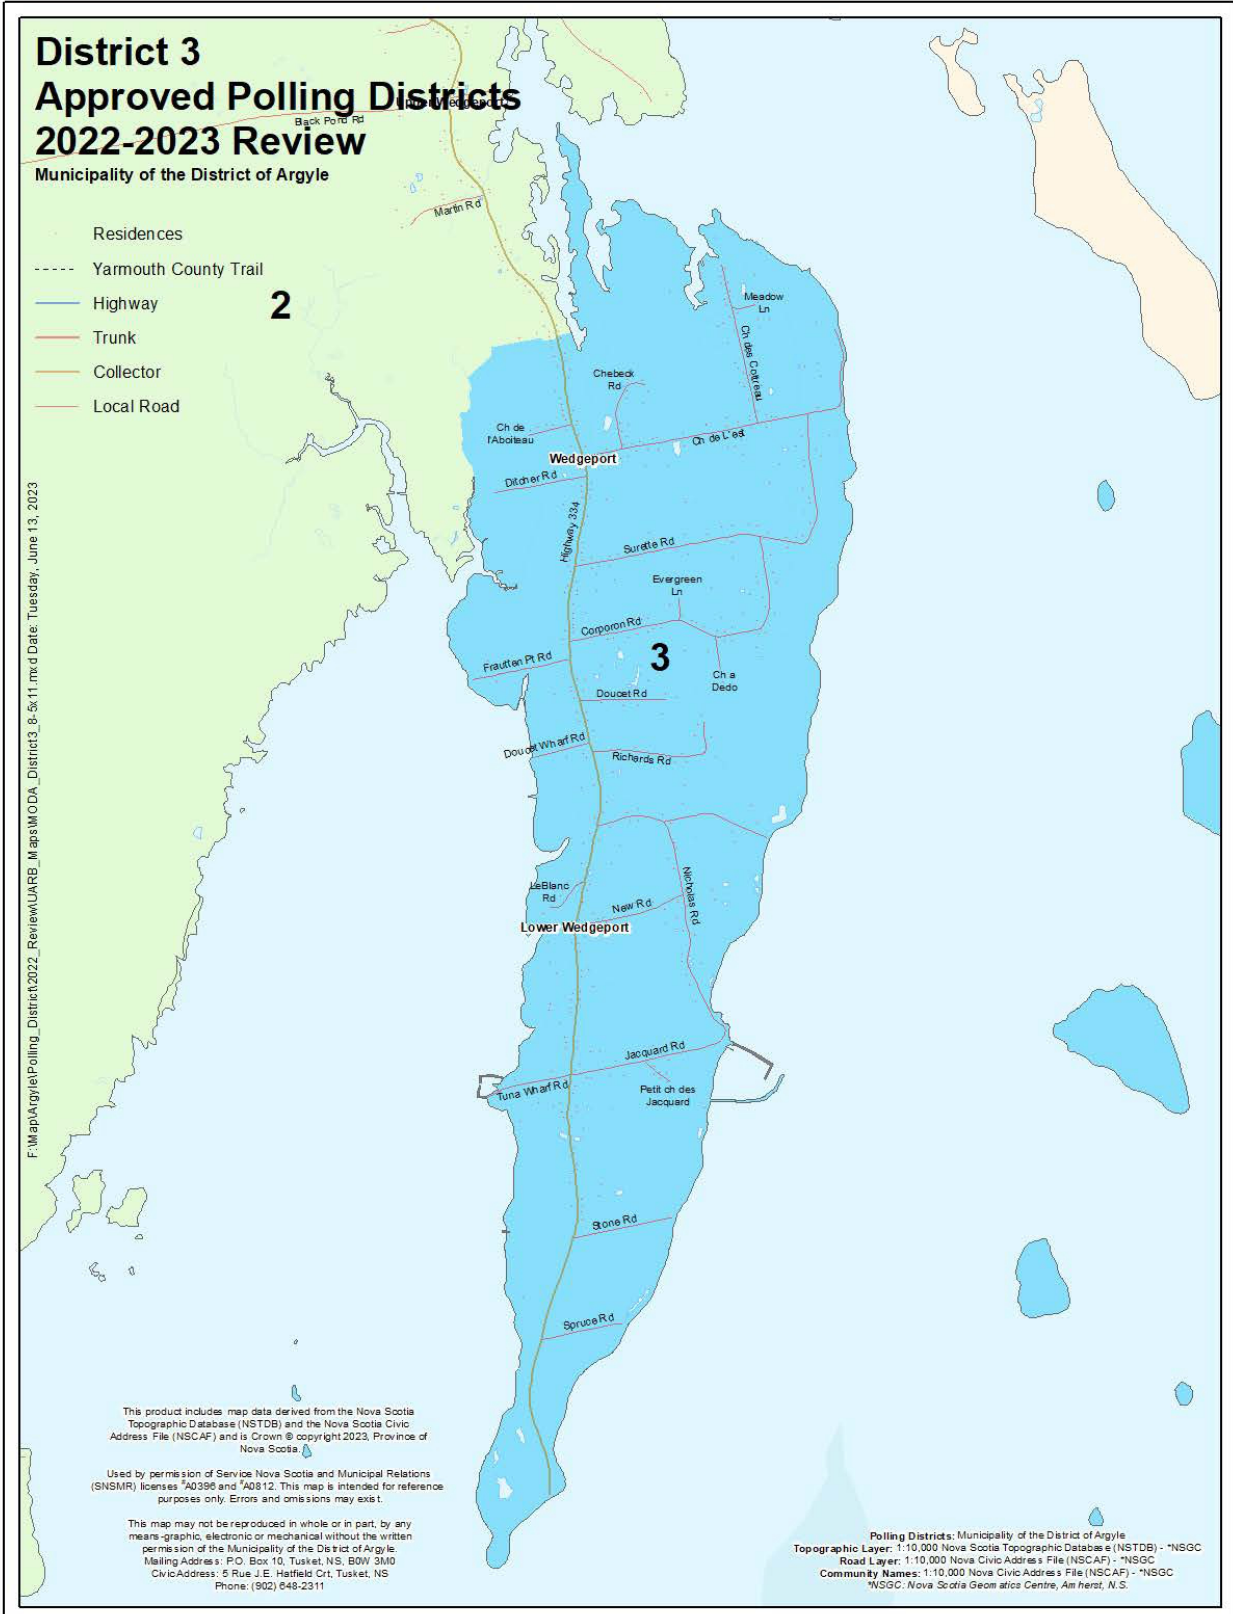 District 3
Approved Polling Districts
2022-2023 Review
Municipality of the District of Argyle
Upper Wedgeport
Black Pond Rd
Martin Rd
Residences
Yarmouth County Trail
Highway
Trunk
Collector
Local Road
2
Meadow
Ln
Ch des Cottreau
Chebeck
Rd
Ch de
l'Aboiteau
Ch de L'est
Wedgeport
Ditcher Rd
Highway 334
Surette Rd
Evergreen
Ln
Corporon Rd
3
Frautten Pt Rd
Ch a
Dedo
Doucet Rd
Doucet Wharf Rd
Richards Rd
LeBlanc
Rd
Nicholas Rd
New Rd
Lower Wedgeport
Jacquard Rd
Tuna Wharf Rd
Petit ch des
Jacquard
Stone Rd
Spruce Rd
F:\Map\Argyle\Polling_District\2022_Review\UARB_Maps\MODA_District3_8-5x11.mxd Date: Tuesday, June 13, 2023
This product includes map data derived from the Nova Scotia
Topographic Database (NSTDB) and the Nova Scotia Civic
Address File (NSCAF) and is Crown © copyright 2023, Province of
Nova Scotia.
Used by permission of Service Nova Scotia and Municipal Relations
(SNSMR) licenses #A0396 and #A0812. This map is intended for reference
purposes only. Errors and omissions may exist.
This map may not be reproduced in whole or in part, by any
means -graphic, electronic or mechanical without the written
permission of the Municipality of the District of Argyle.
Mailing Address: P.O. Box 10, Tusket, NS, B0W 3M0
Civic Address: 5 Rue J.E. Hatfield Crt, Tusket, NS
Phone: (902) 648-2311
Polling Districts: Municipality of the District of Argyle
Topographic Layer: 1:10,000 Nova Scotia Topographic Database (NSTDB) - *NSGC
Road Layer: 1:10,000 Nova Civic Address File (NSCAF) - *NSGC
Community Names: 1:10,000 Nova Civic Address File (NSCAF) - *NSGC
*NSGC: Nova Scotia Geomatics Centre, Amherst, N.S.